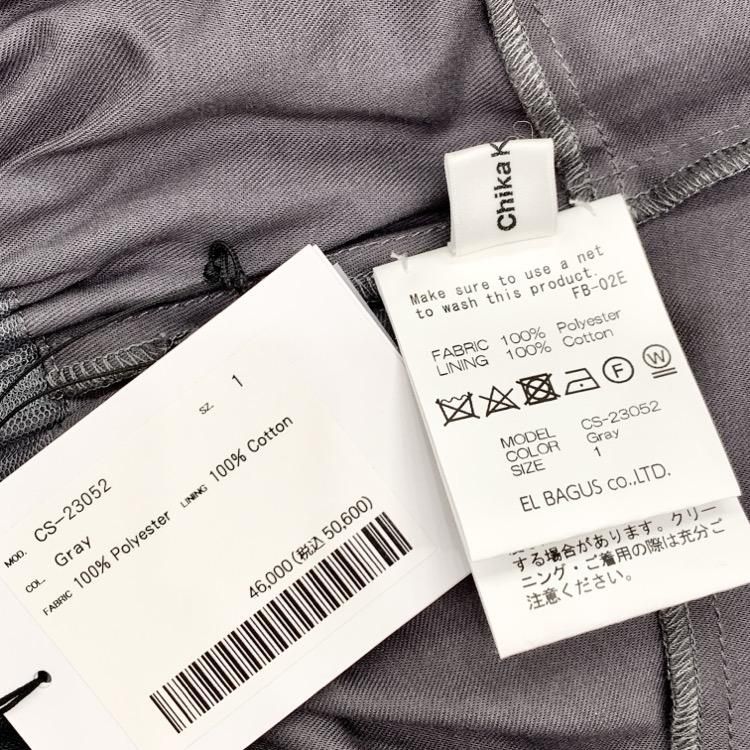 Chika K
Make sure to use a net
to wash this product.
FB-02E
FABRIC 100% Polyester
LINING 100% Cotton
F W
MODEL CS-23052
COLOR Gray
SIZE 1
EL BAGUS CO.,LTD.
する場合があります。クリー
ニング・ご着用の際は充分ご
注意ください。
SZ. 1
MOD. CS-23052
COL. Gray
FABRIC 100% Polyester LINING 100% Cotton
46,000(税込50,600)